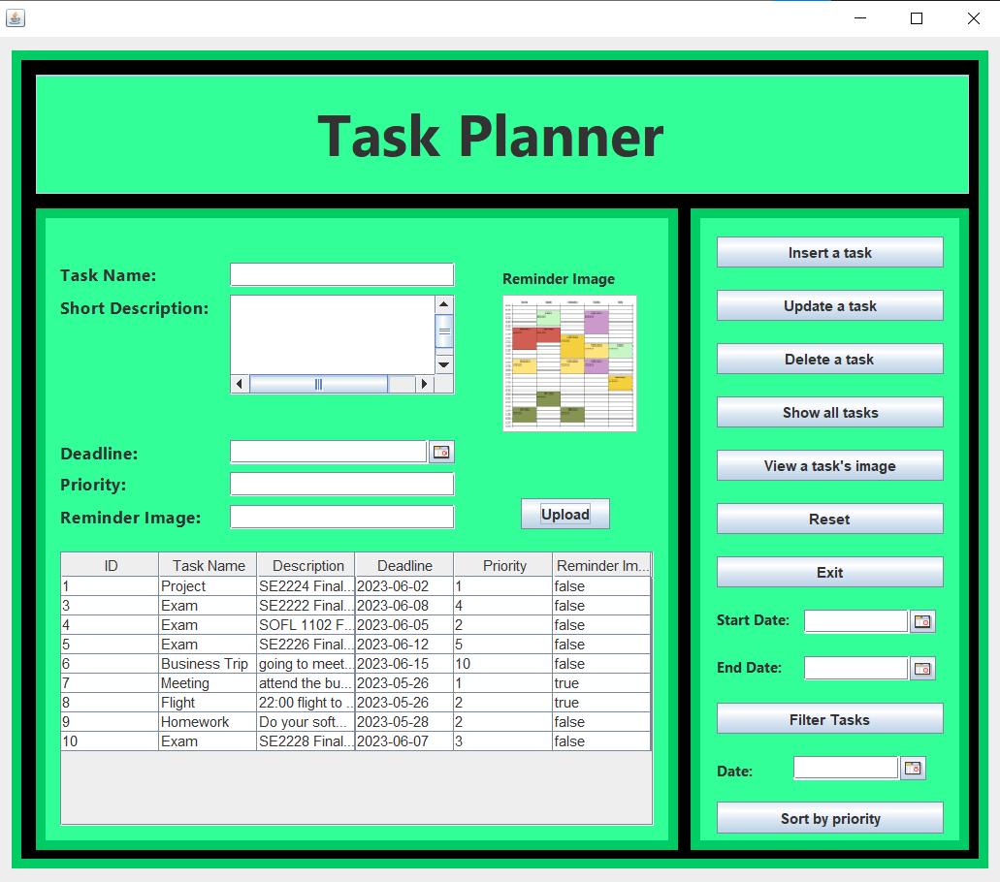 Task Planner
Task Name:
Short Description:
Reminder Image
Deadline:
Priority:
Reminder Image:
Upload
ID Task Name Description Deadline Priority Reminder Im...
1 Project SE2224 Final... 2023-06-02 1 false
3 Exam SE2222 Final... 2023-06-08 4 false
4 Exam SOFL 1102 F... 2023-06-05 2 false
5 Exam SE2226 Final... 2023-06-12 5 false
6 Business Trip going to meet... 2023-06-15 10 false
7 Meeting attend the bu... 2023-05-26 1 true
8 Flight 22:00 flight to ... 2023-05-26 2 true
9 Homework Do your soft... 2023-05-28 2 false
10 Exam SE2228 Final... 2023-06-07 3 false
Insert a task
Update a task
Delete a task
Show all tasks
View a task's image
Reset
Exit
Start Date:
End Date:
Filter Tasks
Date:
Sort by priority